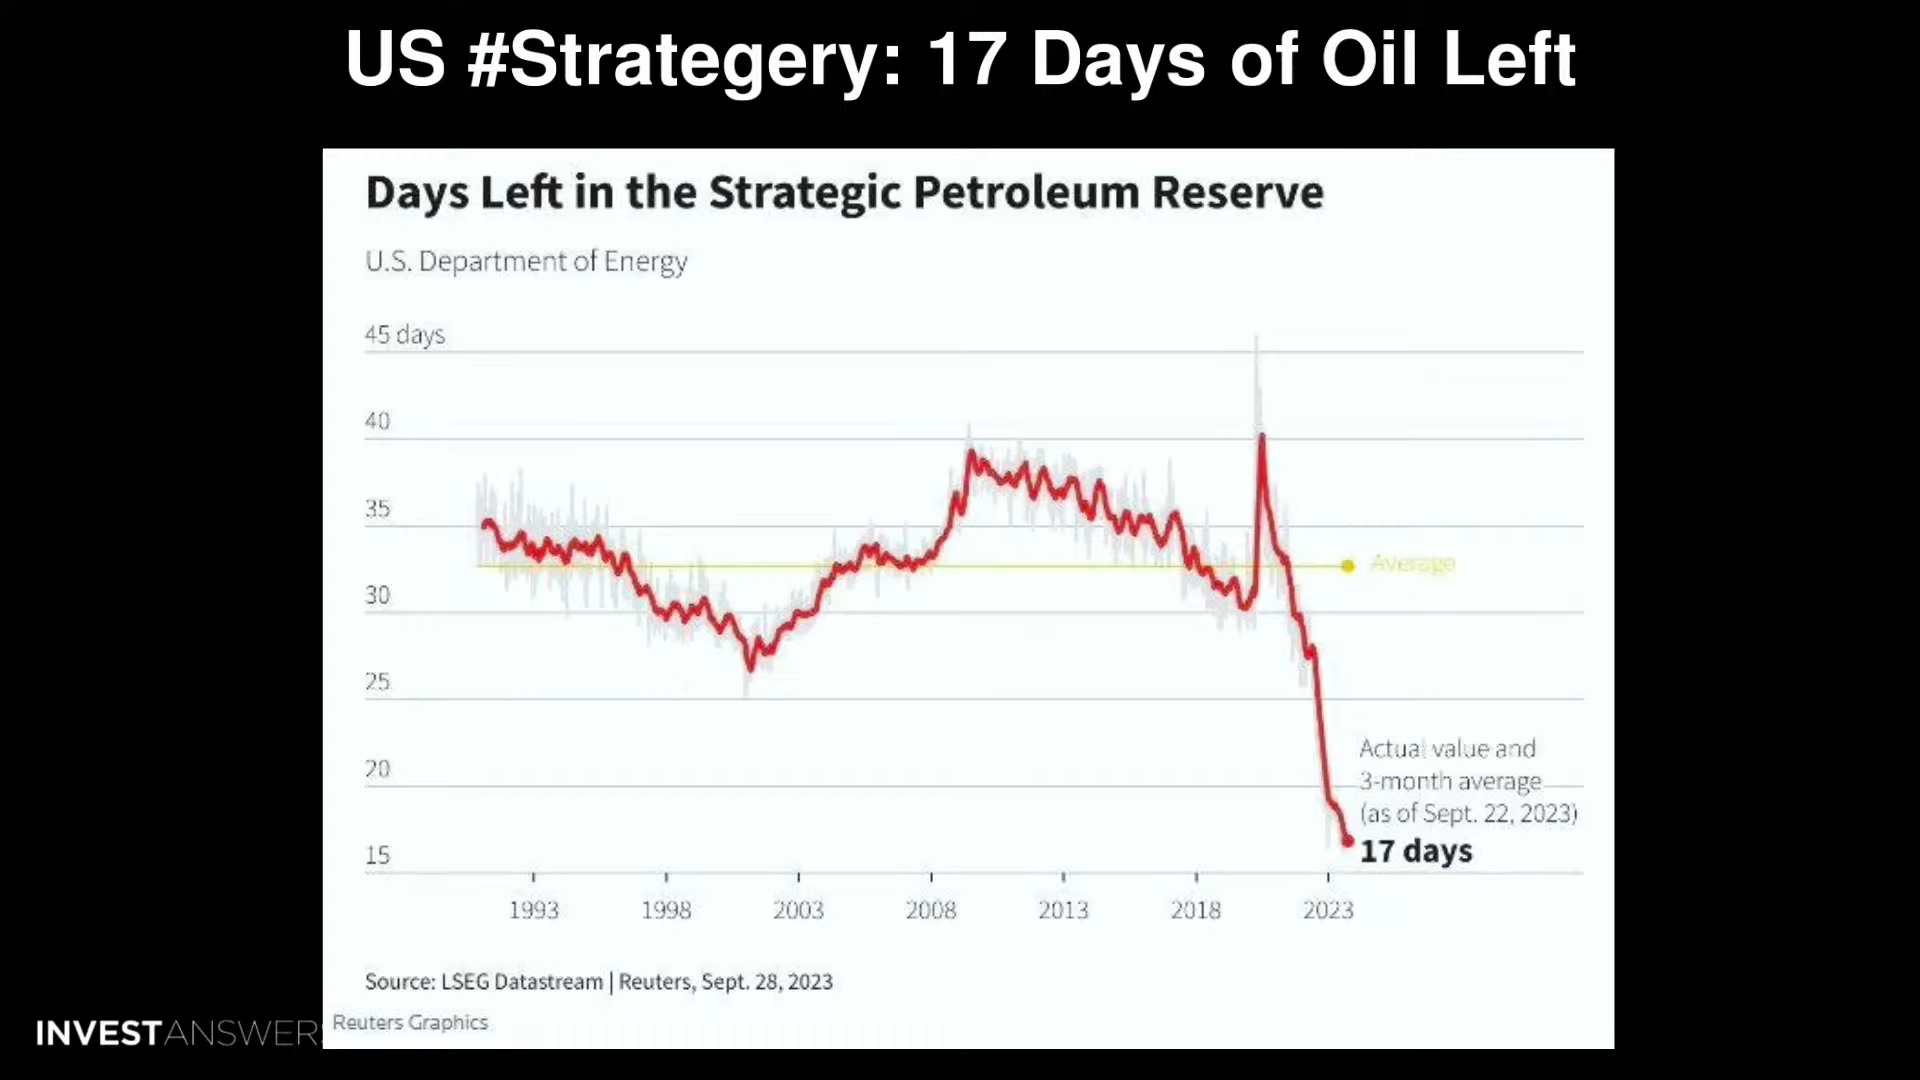 US #Strategery: 17 Days of Oil Left
Days Left in the Strategic Petroleum Reserve
U.S. Department of Energy
45 days
40
35
Average
30
25
20
15
Actual value and
3-month average
(as of Sept. 22, 2023)
17 days
1993 1998 2003 2008 2013 2018 2023
Source: LSEG Datastream | Reuters, Sept. 28, 2023
Reuters Graphics
INVESTANSWERS